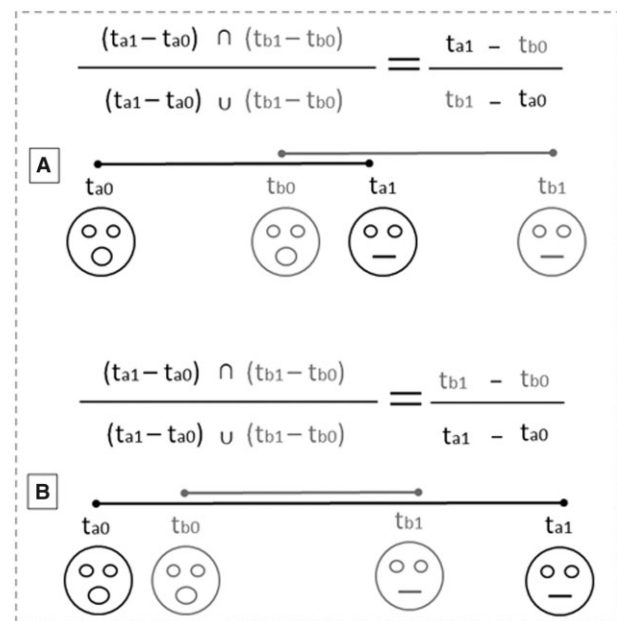 (ta1 – ta0) ∩ (tb1 – tb0) = ta1 – tb0
(ta1 – ta0) ∪ (tb1 – tb0) tb1 – ta0
A
ta0 tb0 ta1 tb1
(ta1 – ta0) ∩ (tb1 – tb0) = tb1 – tb0
(ta1 – ta0) ∪ (tb1 – tb0) ta1 – ta0
B
ta0 tb0 tb1 ta1